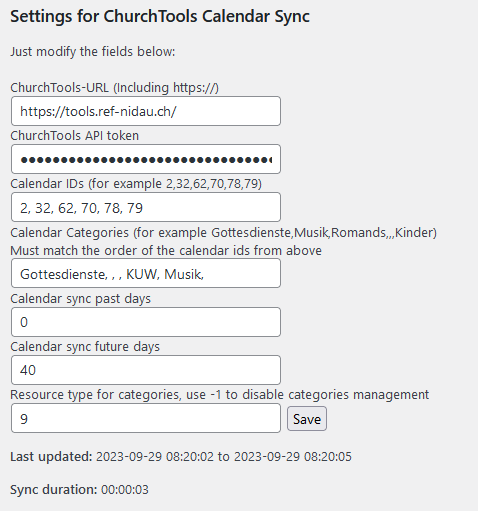 Settings for ChurchTools Calendar Sync
Just modify the fields below:
ChurchTools-URL (Including https://)
https://tools.ref-nidau.ch/
ChurchTools API token
●●●●●●●●●●●●●●●●●●●●●●●●●●●●●●●●●
Calendar IDs (for example 2,32,62,70,78,79)
2, 32, 62, 70, 78, 79
Calendar Categories (for example Gottesdienste,Musik,Romands,,,Kinder)
Must match the order of the calendar ids from above
Gottesdienste, , , KUW, Musik,
Calendar sync past days
0
Calendar sync future days
40
Resource type for categories, use -1 to disable categories management
9 Save
Last updated: 2023-09-29 08:20:02 to 2023-09-29 08:20:05
Sync duration: 00:00:03